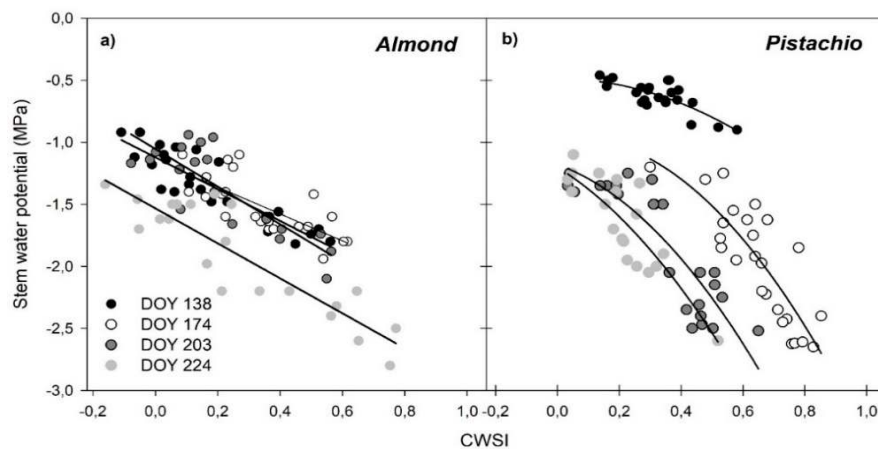 a) Almond
b) Pistachio
Stem water potential (MPa)
0,0
-0,5
-1,0
-1,5
-2,0
-2,5
-3,0
DOY 138
DOY 174
DOY 203
DOY 224
-0,2 0,0 0,2 0,4 0,6 0,8 1,0
-0,2 0,0 0,2 0,4 0,6 0,8 1,0
CWSI